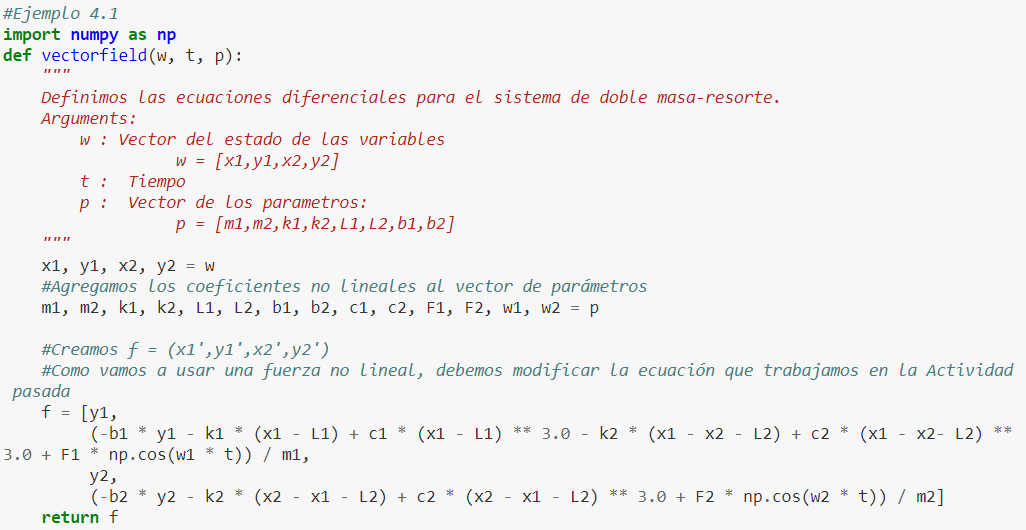 #Ejemplo 4.1
import numpy as np
def vectorfield(w, t, p):
    """
    Definimos las ecuaciones diferenciales para el sistema de doble masa-resorte.
    Arguments:
        w : Vector del estado de las variables
                  w = [x1,y1,x2,y2]
        t :  Tiempo
        p :  Vector de los parametros:
                  p = [m1,m2,k1,k2,L1,L2,b1,b2]
    """
    x1, y1, x2, y2 = w
    #Agregamos los coeficientes no lineales al vector de parámetros
    m1, m2, k1, k2, L1, L2, b1, b2, c1, c2, F1, F2, w1, w2 = p
    #Creamos f = (x1',y1',x2',y2')
    #Como vamos a usar una fuerza no lineal, debemos modificar la ecuación que trabajamos en la Actividad
 pasada
    f = [y1,
         (-b1 * y1 - k1 * (x1 - L1) + c1 * (x1 - L1) ** 3.0 - k2 * (x1 - x2 - L2) + c2 * (x1 - x2- L2) **
3.0 + F1 * np.cos(w1 * t)) / m1,
         y2,
         (-b2 * y2 - k2 * (x2 - x1 - L2) + c2 * (x2 - x1 - L2) ** 3.0 + F2 * np.cos(w2 * t)) / m2]
    return f